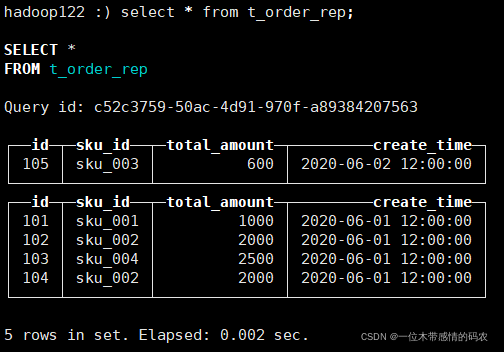 hadoop122 :) select * from t_order_rep;
SELECT *
FROM t_order_rep
Query id: c52c3759-50ac-4d91-970f-a89384207563
id sku_id total_amount create_time
105 sku_003 600 2020-06-02 12:00:00
id sku_id total_amount create_time
101 sku_001 1000 2020-06-01 12:00:00
102 sku_002 2000 2020-06-01 12:00:00
103 sku_004 2500 2020-06-01 12:00:00
104 sku_002 2000 2020-06-01 12:00:00
5 rows in set. Elapsed: 0.002 sec.
CSDN @一位木带感情的码农